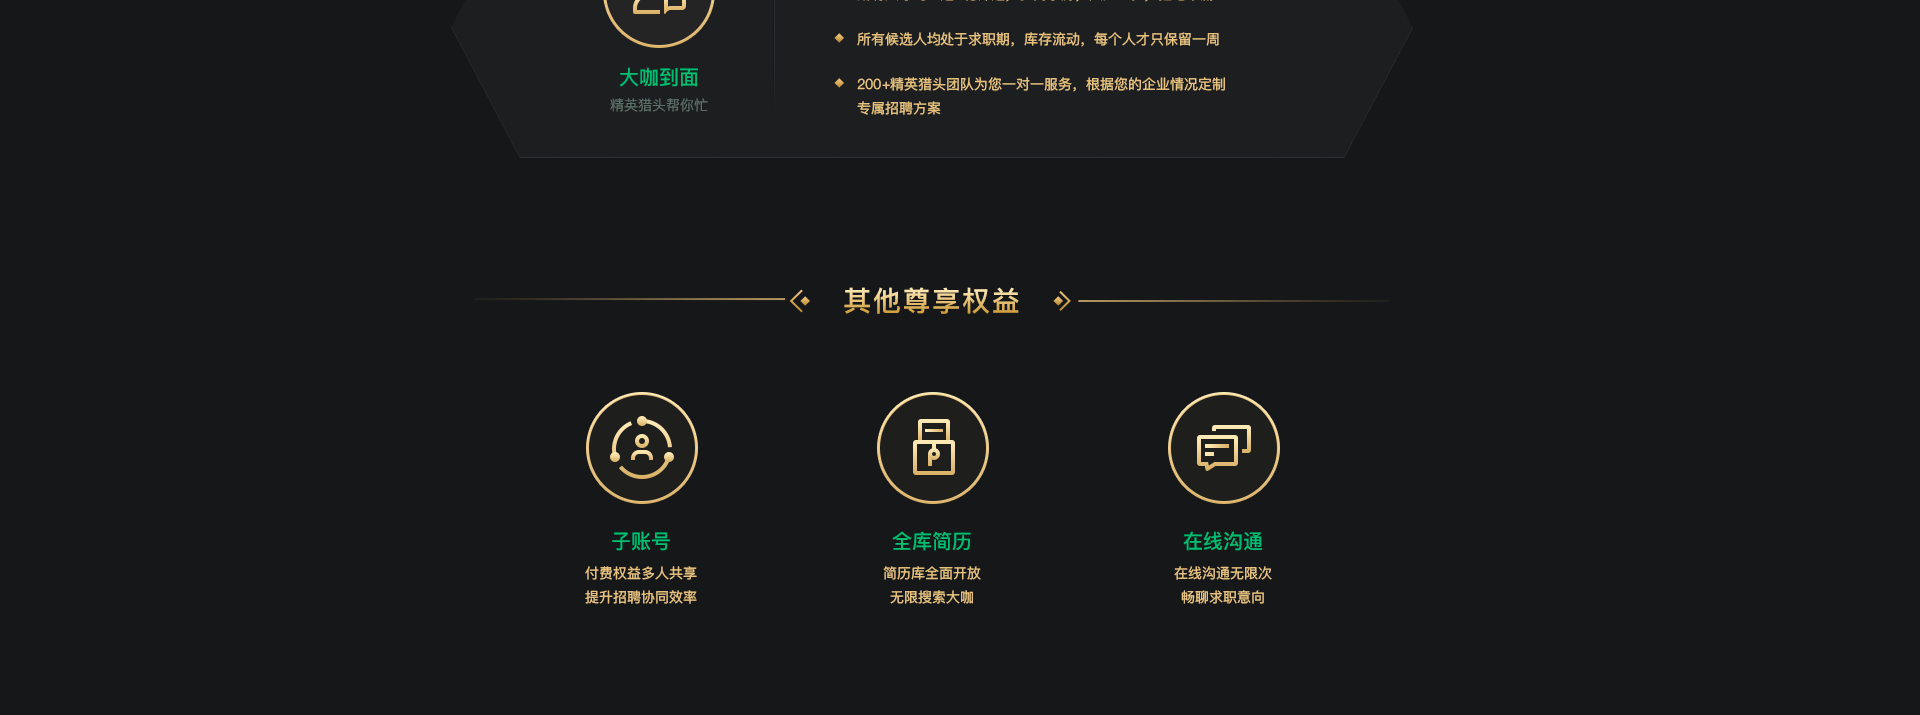 所有候选人均处于求职期，库存流动，每个人才只保留一周
大咖到面
精英猎头帮你忙
200+精英猎头团队为您一对一服务，根据您的企业情况定制
专属招聘方案
其他尊享权益
子账号
付费权益多人共享
提升招聘协同效率
全库简历
简历库全面开放
无限搜索大咖
在线沟通
在线沟通无限次
畅聊求职意向